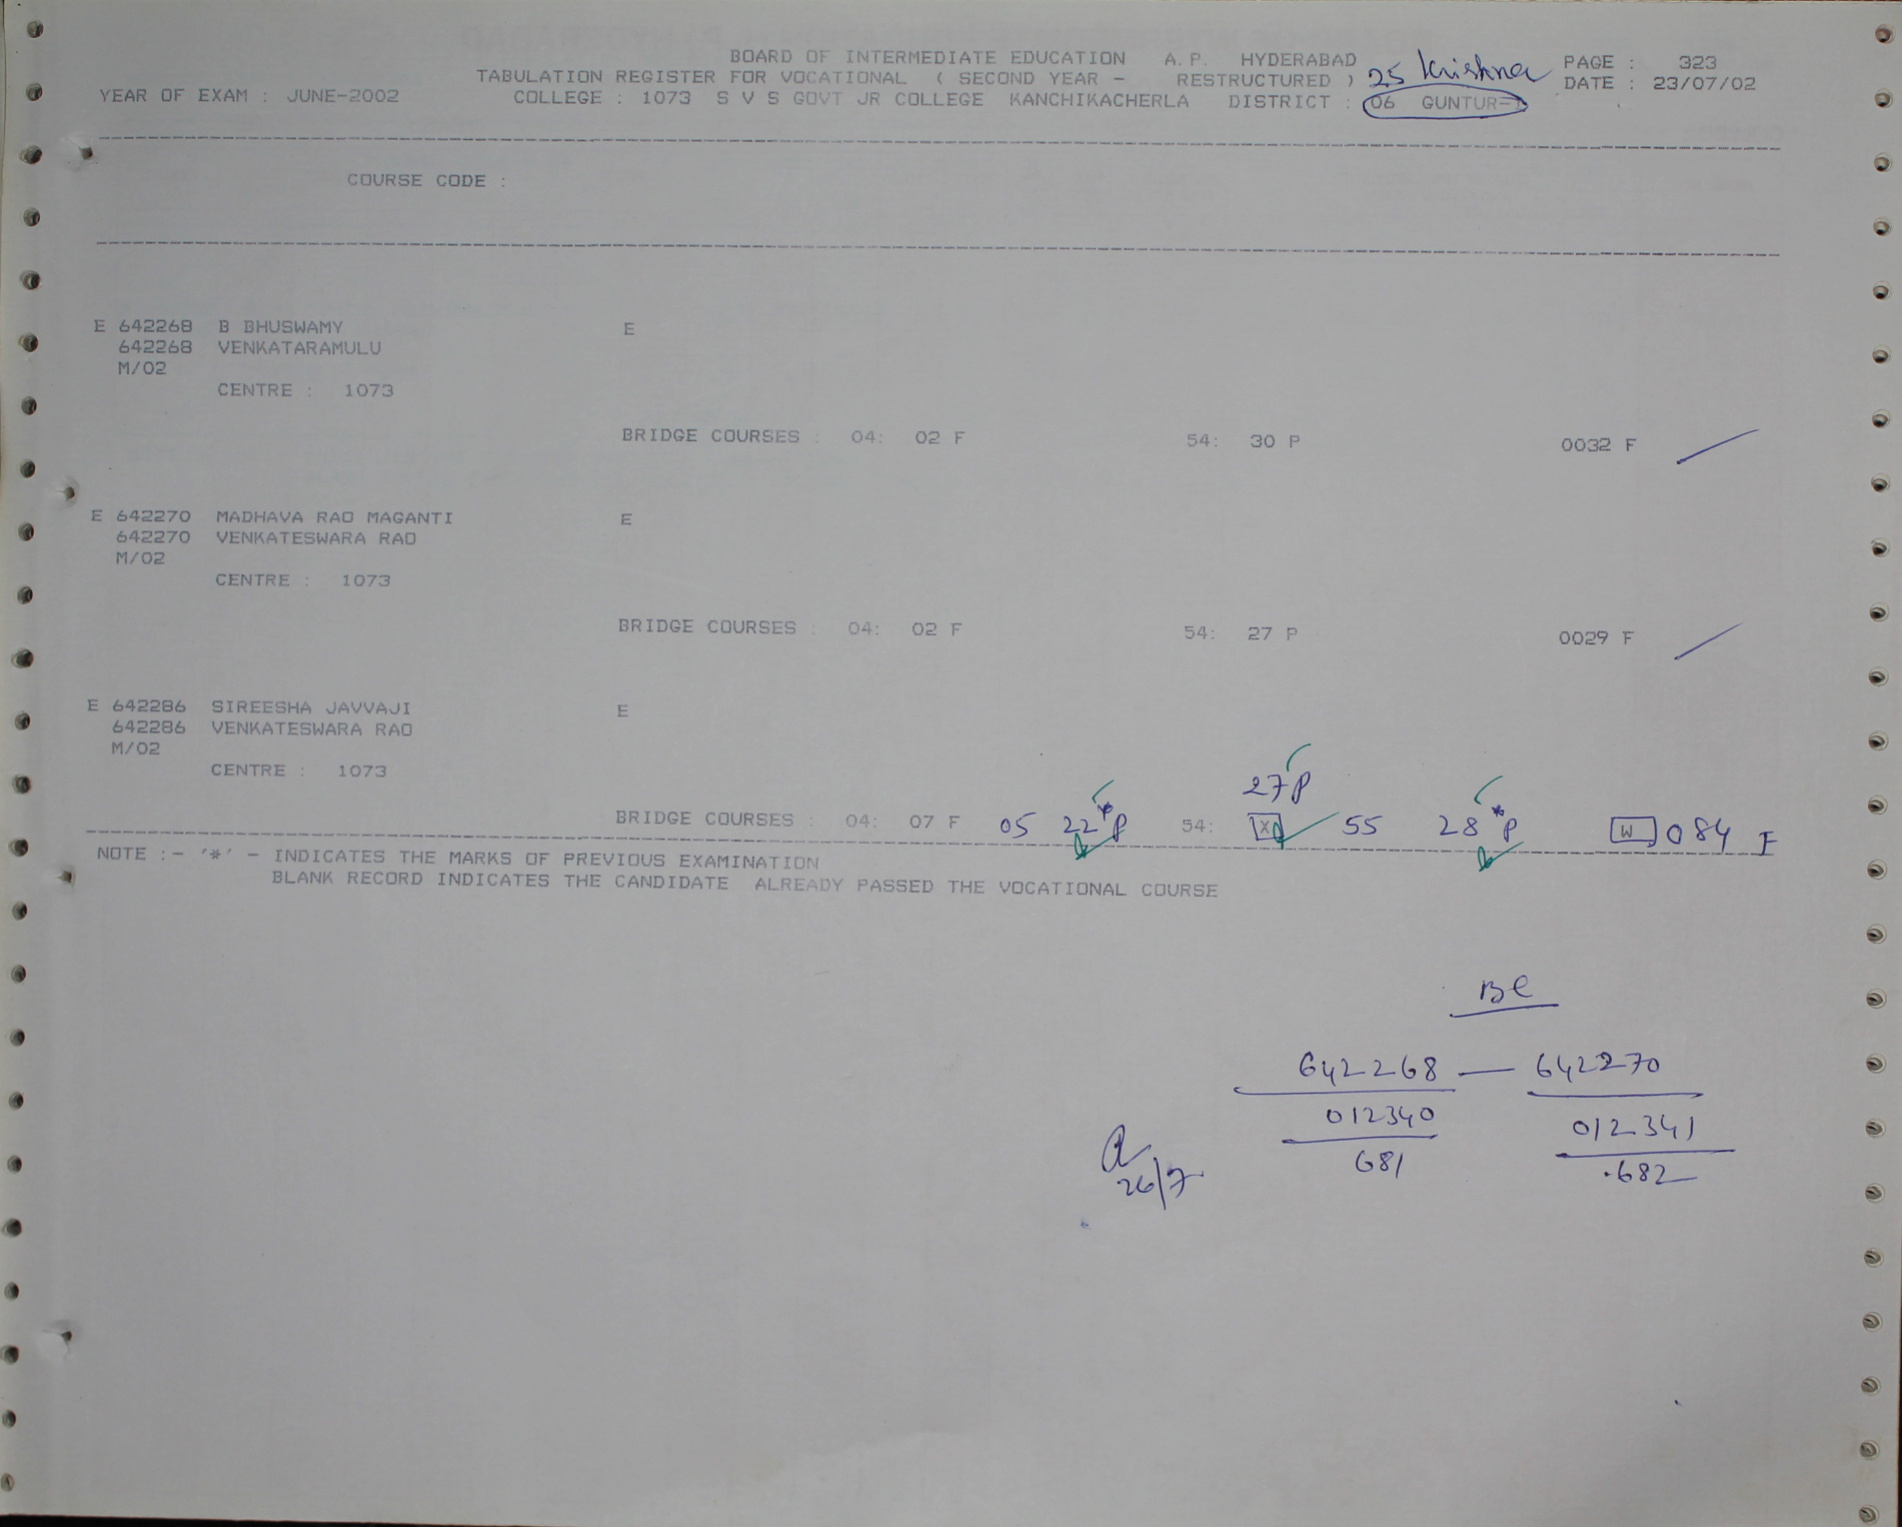 BOARD OF INTERMEDIATE EDUCATION A.P. HYDERABAD PAGE : 323
TABULATION REGISTER FOR VOCATIONAL ( SECOND YEAR - RESTRUCTURED ) 25 Krishna DATE : 23/07/02
YEAR OF EXAM : JUNE-2002 COLLEGE : 1073 S V S GOVT JR COLLEGE KANCHIKACHERLA DISTRICT : 06 GUNTUR-1
COURSE CODE :
E 642268 B BHUSWAMY E
642268 VENKATARAMULU
M/02
CENTRE : 1073
BRIDGE COURSES : 04: 02 F 54: 30 P 0032 F
E 642270 MADHAVA RAO MAGANTI E
642270 VENKATESWARA RAO
M/02
CENTRE : 1073
BRIDGE COURSES : 04: 02 F 54: 27 P 0029 F
E 642286 SIREESHA JAVVAJI E
642286 VENKATESWARA RAO
M/02
CENTRE : 1073
27 P
BRIDGE COURSES : 04: 07 F 05 22*P 54: X 55 28*P W 084 F
NOTE :- '*' - INDICATES THE MARKS OF PREVIOUS EXAMINATION
BLANK RECORD INDICATES THE CANDIDATE ALREADY PASSED THE VOCATIONAL COURSE
BC
642268 — 642270
012340 012341
681 682
26/7